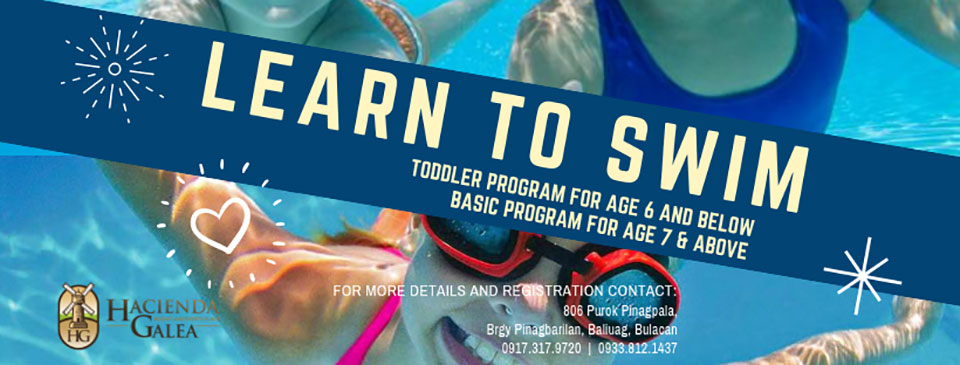 LEARN TO SWIM
TODDLER PROGRAM FOR AGE 6 AND BELOW
BASIC PROGRAM FOR AGE 7 & ABOVE
FOR MORE DETAILS AND REGISTRATION CONTACT:
806 Purok Pinagpala,
Brgy Pinagbarilan, Baliuag, Bulacan
0917.317.9720 | 0933.812.1437
HG
HACIENDA
GALEA